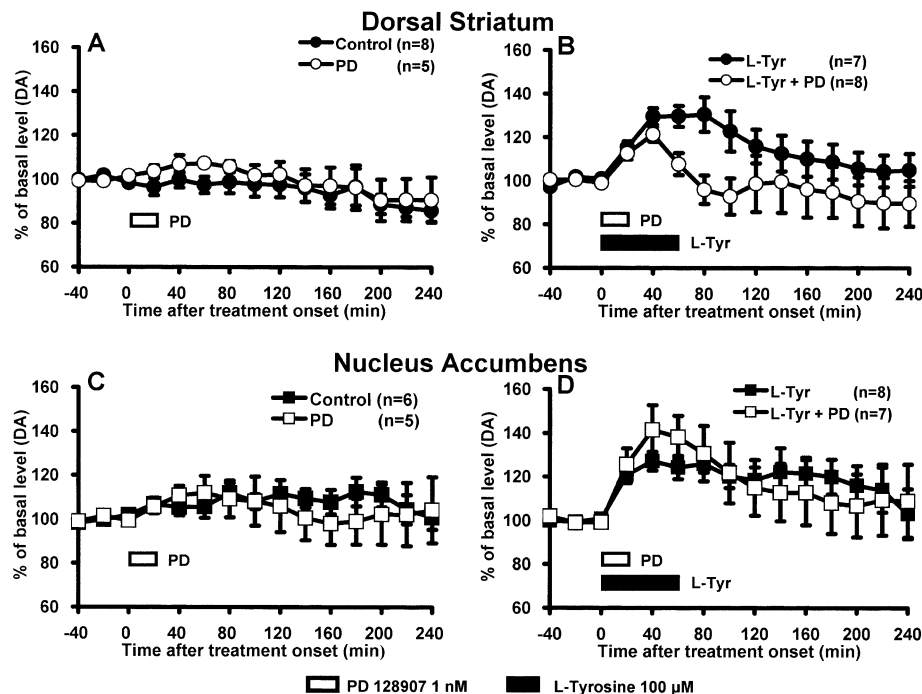 Dorsal Striatum
A
Control (n=8)
PD (n=5)
% of basal level (DA)
160
140
120
100
80
60
PD
-40 0 40 80 120 160 200 240
Time after treatment onset (min)
B
L-Tyr (n=7)
L-Tyr + PD (n=8)
% of basal level (DA)
160
140
120
100
80
60
PD
L-Tyr
-40 0 40 80 120 160 200 240
Time after treatment onset (min)
Nucleus Accumbens
C
Control (n=6)
PD (n=5)
% of basal level (DA)
160
140
120
100
80
60
PD
-40 0 40 80 120 160 200 240
Time after treatment onset (min)
D
L-Tyr (n=8)
L-Tyr + PD (n=7)
% of basal level (DA)
160
140
120
100
80
60
PD
L-Tyr
-40 0 40 80 120 160 200 240
Time after treatment onset (min)
PD 128907 1 nM L-Tyrosine 100 µM